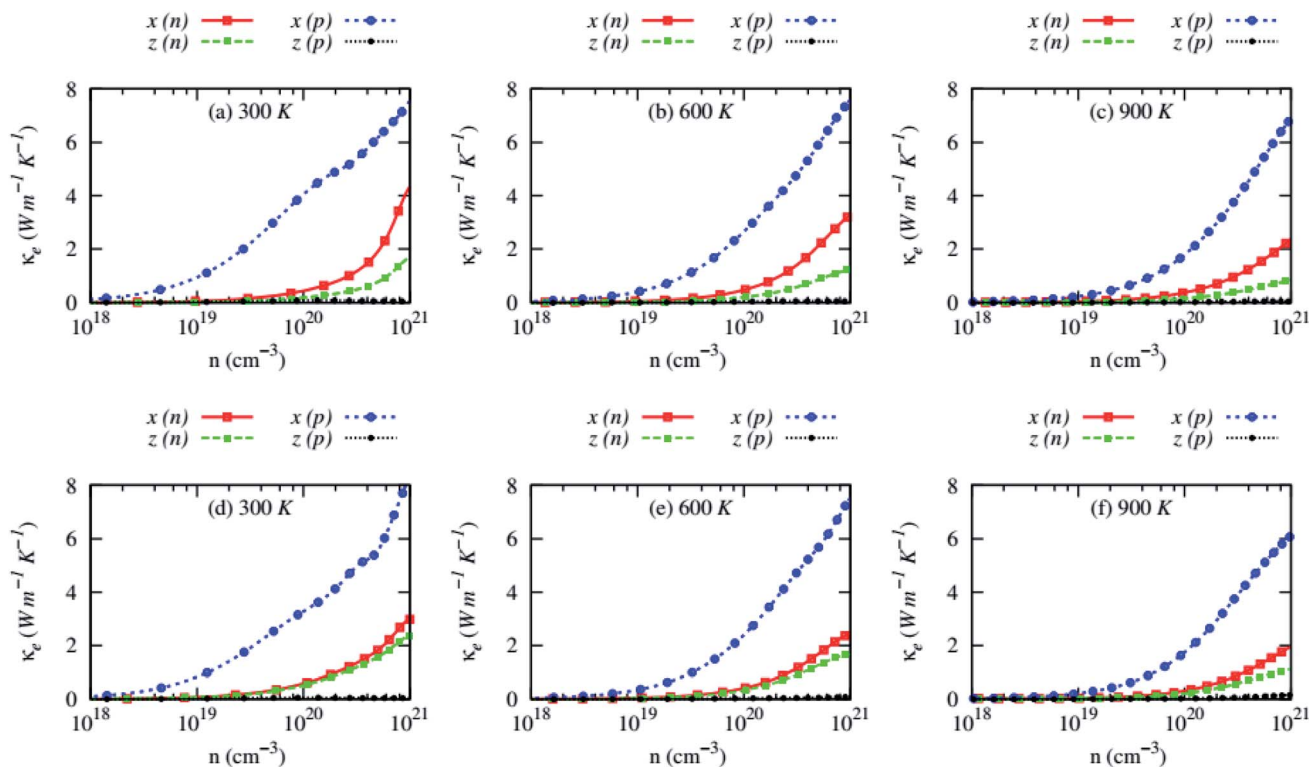 x (n) x (p) x (n) x (p) x (n) x (p)
z (n) z (p) z (n) z (p) z (n) z (p)
8 (a) 300 K 8 (b) 600 K 8 (c) 900 K
6 6 6
κe (W m−1 K−1) κe (W m−1 K−1) κe (W m−1 K−1)
4 4 4
2 2 2
0 0 0
10^18 10^19 10^20 10^21 10^18 10^19 10^20 10^21 10^18 10^19 10^20 10^21
n (cm−3) n (cm−3) n (cm−3)
x (n) x (p) x (n) x (p) x (n) x (p)
z (n) z (p) z (n) z (p) z (n) z (p)
8 (d) 300 K 8 (e) 600 K 8 (f) 900 K
6 6 6
κe (W m−1 K−1) κe (W m−1 K−1) κe (W m−1 K−1)
4 4 4
2 2 2
0 0 0
10^18 10^19 10^20 10^21 10^18 10^19 10^20 10^21 10^18 10^19 10^20 10^21
n (cm−3) n (cm−3) n (cm−3)